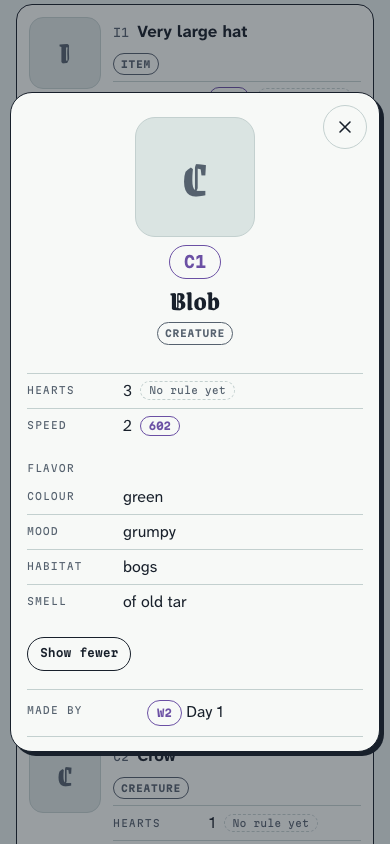 I1 Very large hat
ITEM
C
C1
Blob
CREATURE
HEARTS 3 No rule yet
SPEED 2 602
FLAVOR
COLOUR green
MOOD grumpy
HABITAT bogs
SMELL of old tar
Show fewer
MADE BY W2 Day 1
C
C2 Crow
CREATURE
HEARTS 1 No rule yet